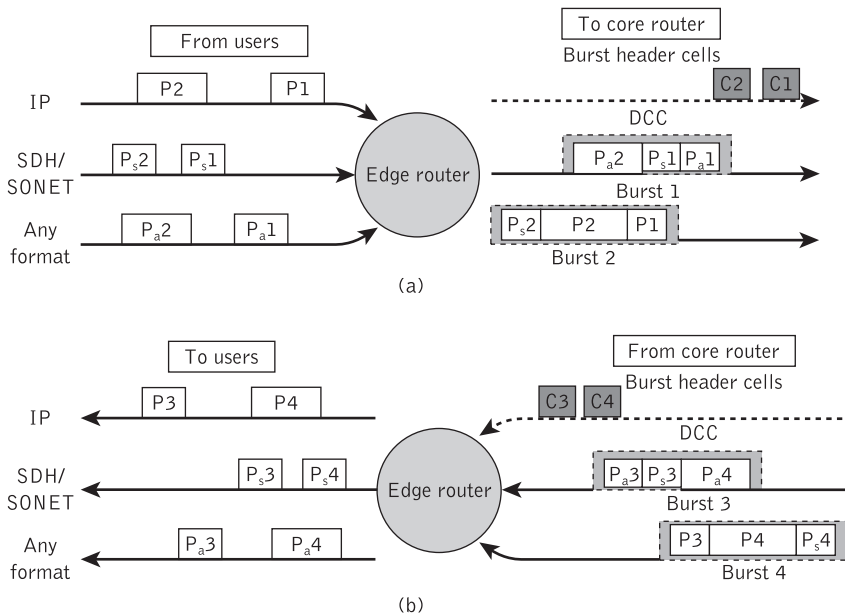 From users
To core router
Burst header cells
IP
P2
P1
C2
C1
DCC
SDH/
SONET
Pₛ2
Pₛ1
Edge router
Pₐ2
Pₛ1
Pₐ1
Burst 1
Any
format
Pₐ2
Pₐ1
Pₛ2
P2
P1
Burst 2
(a)
To users
From core router
Burst header cells
IP
P3
P4
C3
C4
DCC
SDH/
SONET
Pₛ3
Pₛ4
Edge router
Pₐ3
Pₛ3
Pₐ4
Burst 3
Any
format
Pₐ3
Pₐ4
P3
P4
Pₛ4
Burst 4
(b)